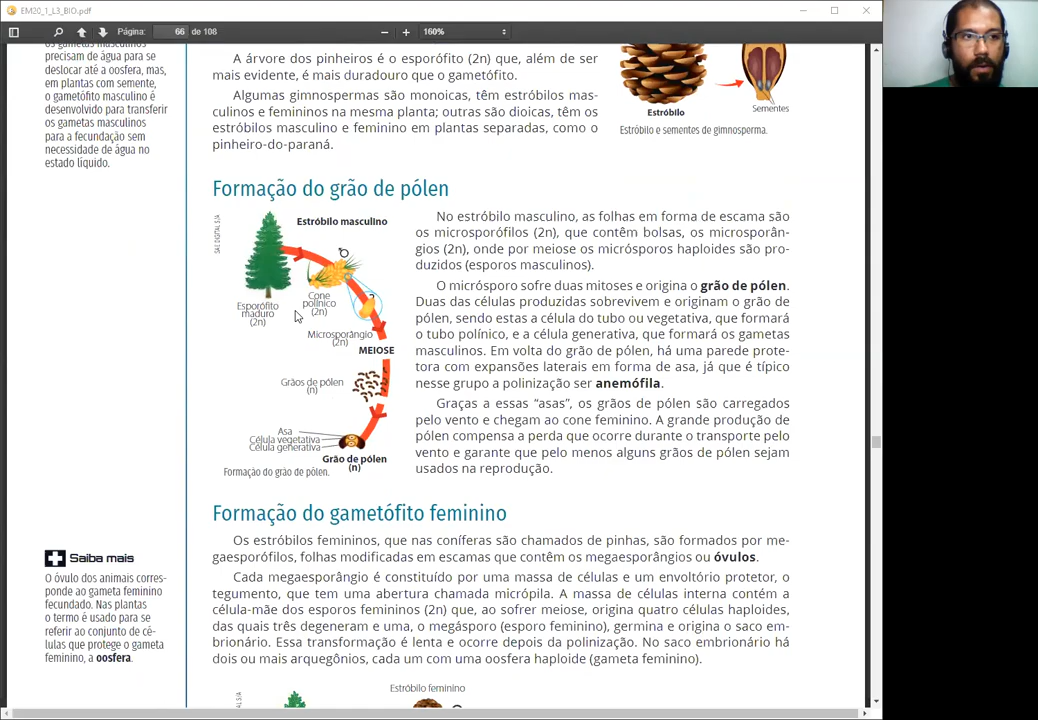 EM20_1_L3_BIO.pdf
Página: 66 de 108
160%
os gametas masculinos
precisam de água para se
deslocar até a oosfera, mas,
em plantas com semente,
o gametófito masculino é
desenvolvido para transferir
os gametas masculinos
para a fecundação sem
necessidade de água no
estado líquido.
A árvore dos pinheiros é o esporófito (2n) que, além de ser
mais evidente, é mais duradouro que o gametófito.
Algumas gimnospermas são monoicas, têm estróbilos mas-
culinos e femininos na mesma planta; outras são dioicas, têm os
estróbilos masculino e feminino em plantas separadas, como o
pinheiro-do-paraná.
Estróbilo
Sementes
Estróbilo e sementes de gimnosperma.
Formação do grão de pólen
SAE DIGITAL S/A
Estróbilo masculino
Esporófito
maduro
(2n)
Cone
polínico
(2n)
Microsporângio
(2n)
MEIOSE
Grãos de pólen
(n)
Asa
Célula vegetativa
Célula generativa
Grão de pólen
(n)
Formação do grão de pólen.
No estróbilo masculino, as folhas em forma de escama são
os microsporófilos (2n), que contêm bolsas, os microsporân-
gios (2n), onde por meiose os micrósporos haploides são pro-
duzidos (esporos masculinos).
O micrósporo sofre duas mitoses e origina o grão de pólen.
Duas das células produzidas sobrevivem e originam o grão de
pólen, sendo estas a célula do tubo ou vegetativa, que formará
o tubo polínico, e a célula generativa, que formará os gametas
masculinos. Em volta do grão de pólen, há uma parede prote-
tora com expansões laterais em forma de asa, já que é típico
nesse grupo a polinização ser anemófila.
Graças a essas “asas”, os grãos de pólen são carregados
pelo vento e chegam ao cone feminino. A grande produção de
pólen compensa a perda que ocorre durante o transporte pelo
vento e garante que pelo menos alguns grãos de pólen sejam
usados na reprodução.
Formação do gametófito feminino
Os estróbilos femininos, que nas coníferas são chamados de pinhas, são formados por me-
gaesporófilos, folhas modificadas em escamas que contêm os megaesporângios ou óvulos.
Cada megaesporângio é constituído por uma massa de células e um envoltório protetor, o
tegumento, que tem uma abertura chamada micrópila. A massa de células interna contém a
célula-mãe dos esporos femininos (2n) que, ao sofrer meiose, origina quatro células haploides,
das quais três degeneram e uma, o megásporo (esporo feminino), germina e origina o saco em-
brionário. Essa transformação é lenta e ocorre depois da polinização. No saco embrionário há
dois ou mais arquegônios, cada um com uma oosfera haploide (gameta feminino).
Saiba mais
O óvulo dos animais corres-
ponde ao gameta feminino
fecundado. Nas plantas
o termo é usado para se
referir ao conjunto de cé-
lulas que protege o gameta
feminino, a oosfera.
Estróbilo feminino